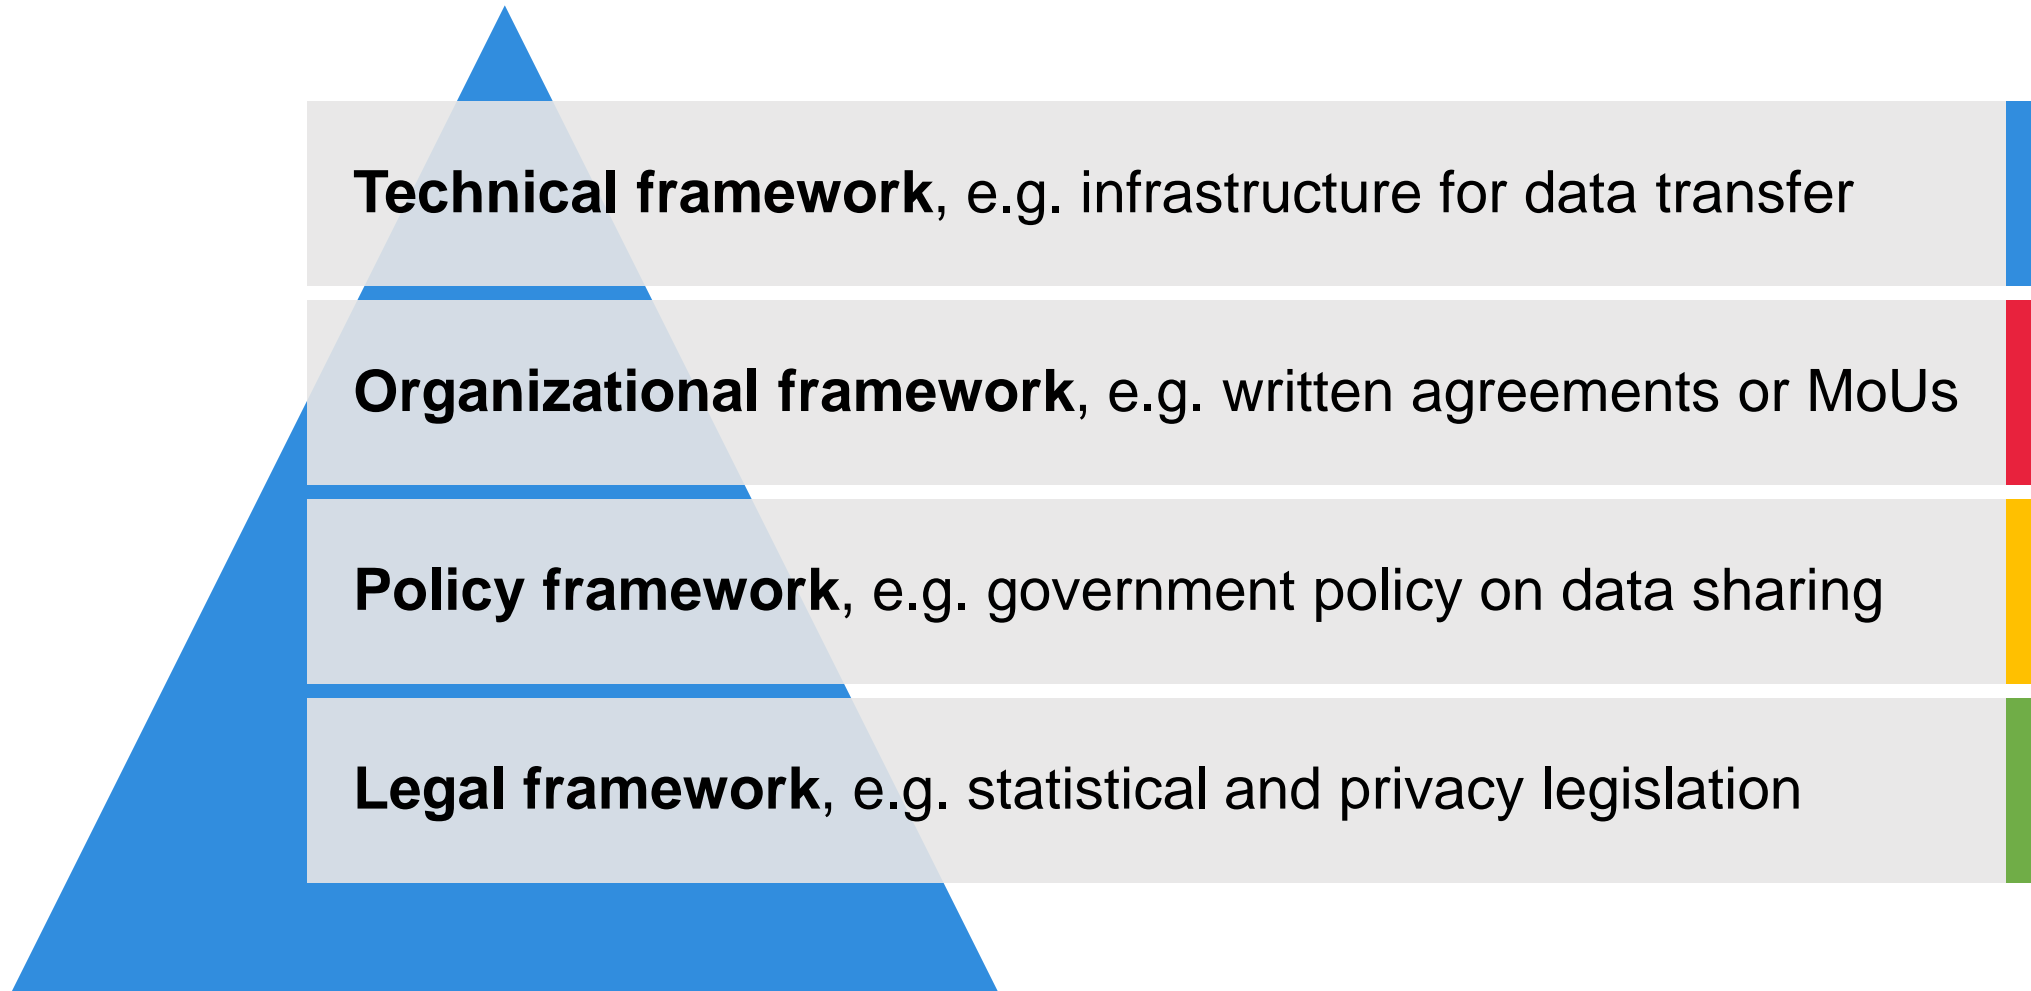 Technical framework, e.g. infrastructure for data transfer
Organizational framework, e.g. written agreements or MoUs
Policy framework, e.g. government policy on data sharing
Legal framework, e.g. statistical and privacy legislation